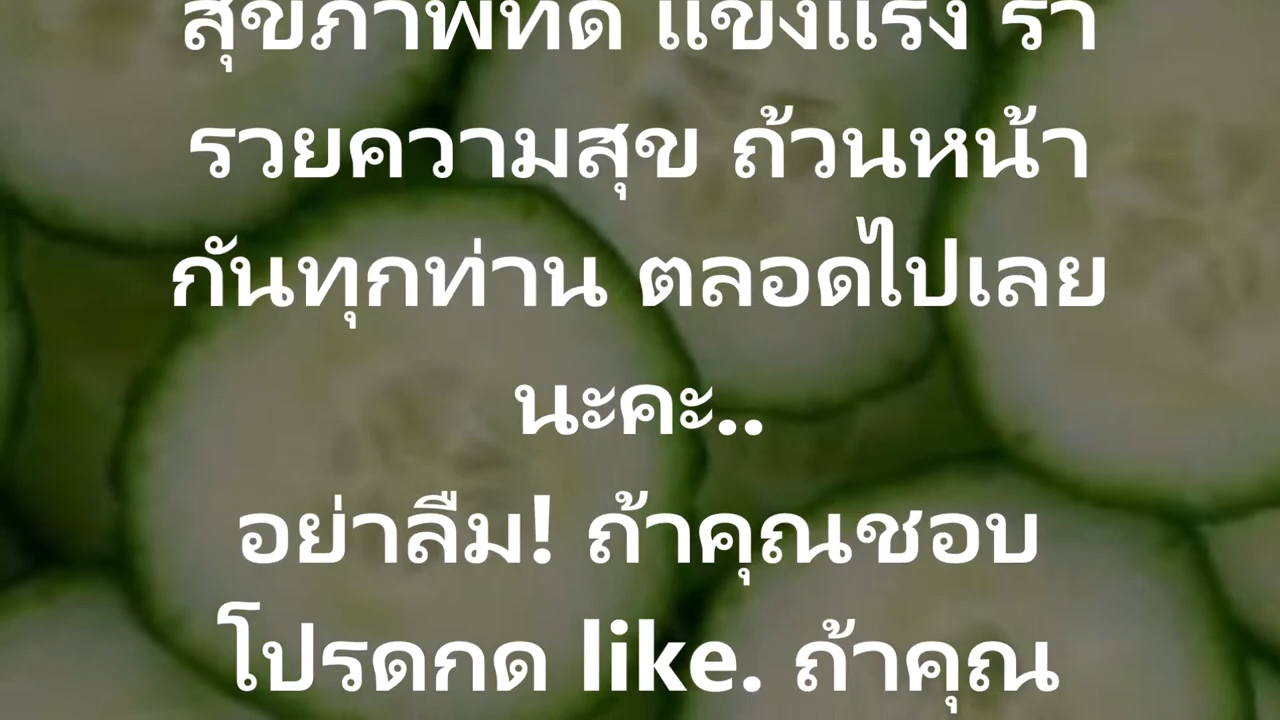 สุขภาพที่ดี แข็งแรง ร่ำ
รวยความสุข ถ้วนหน้า
กันทุกท่าน ตลอดไปเลย
นะคะ..
อย่าลืม! ถ้าคุณชอบ
โปรดกด like. ถ้าคุณ